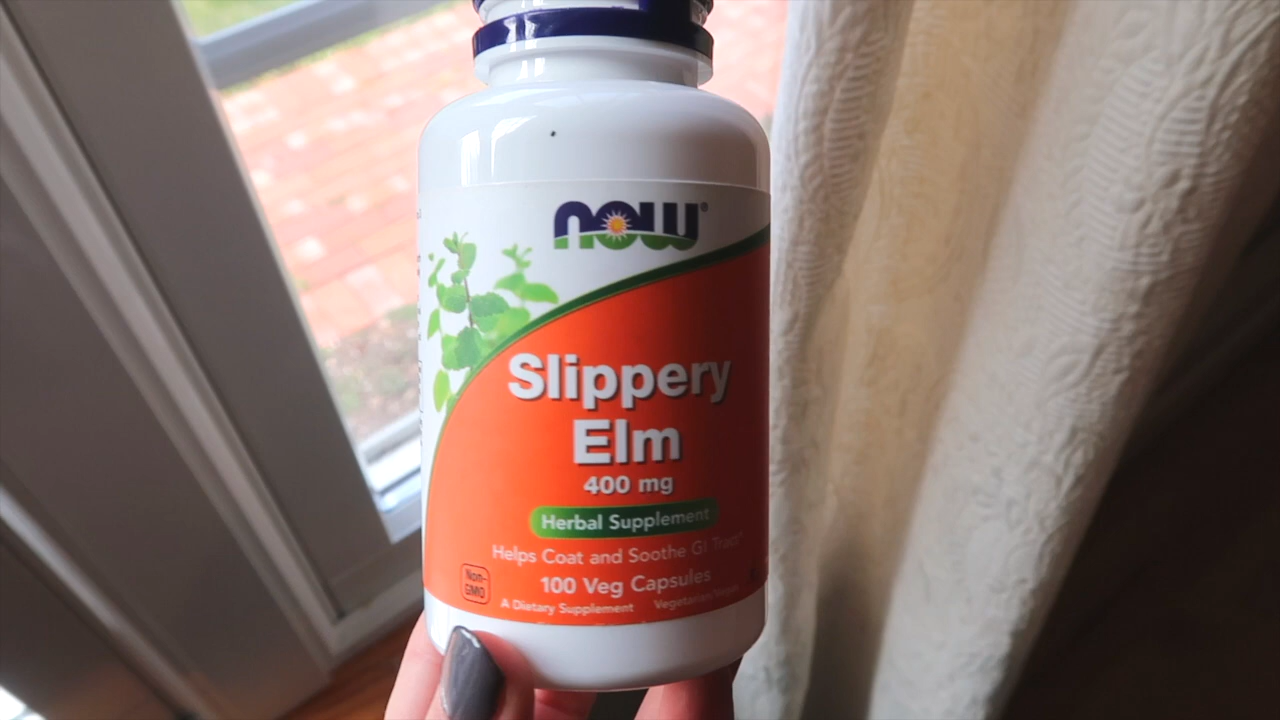 NOW®
Slippery
Elm
400 mg
Herbal Supplement
Helps Coat and Soothe GI Tract*
Non-
GMO
100 Veg Capsules
A Dietary Supplement Vegetarian/Vegan